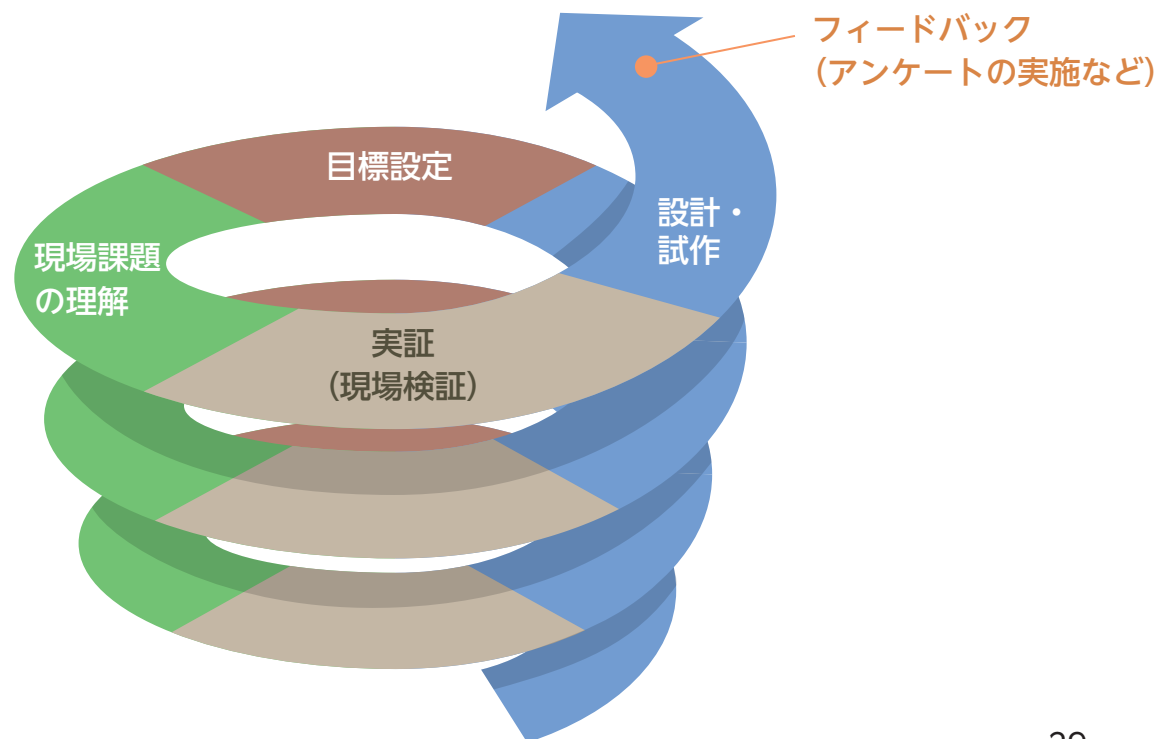 フィードバック
（アンケートの実施など）
目標設定
設計・
試作
現場課題
の理解
実証
（現場検証）